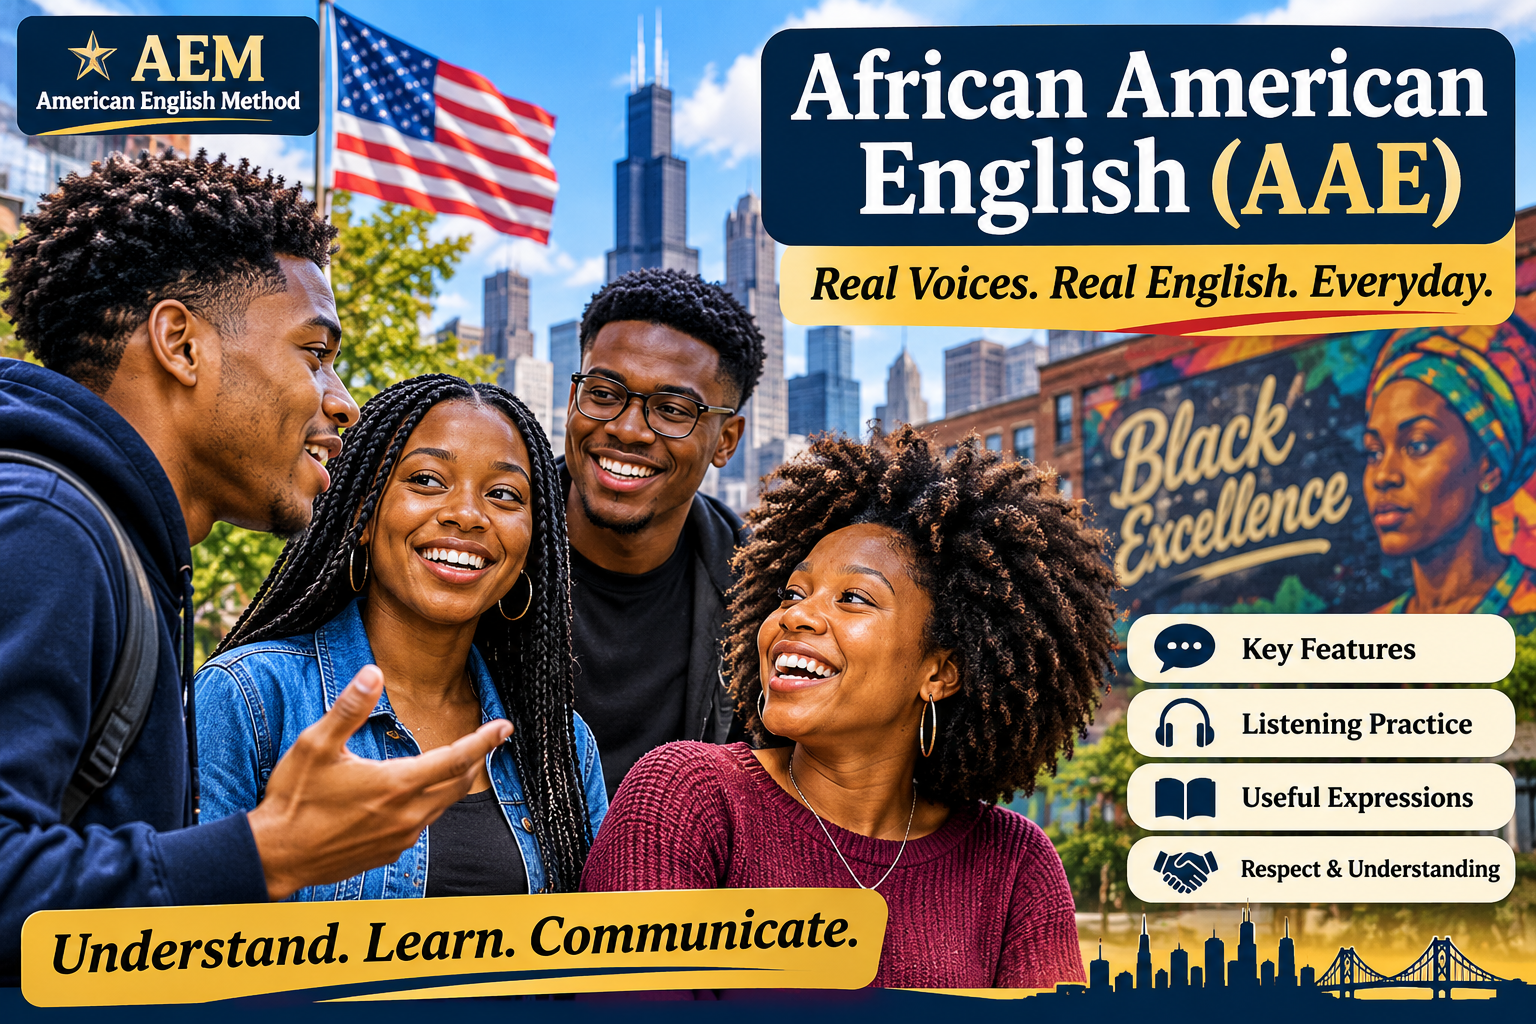 AEM
American English Method
African American
English (AAE)
Real Voices. Real English. Everyday.
Black
Excellence
Key Features
Listening Practice
Useful Expressions
Respect & Understanding
Understand. Learn. Communicate.